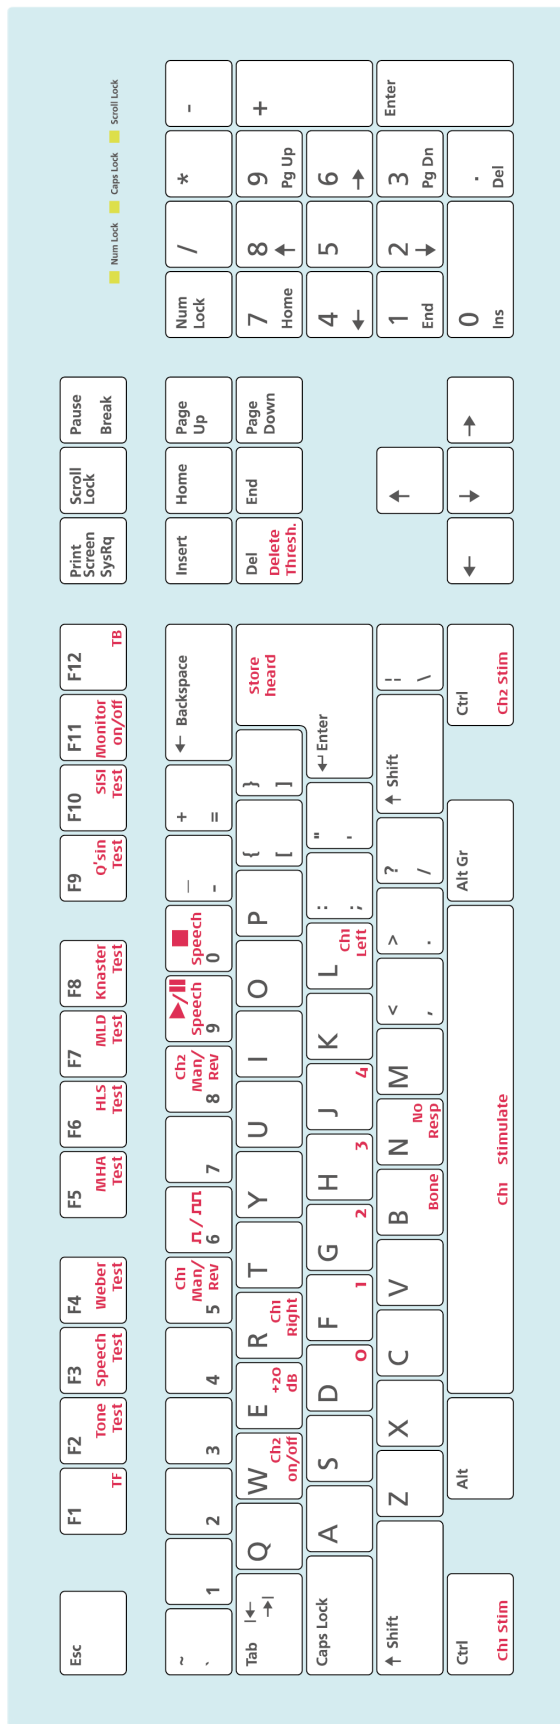 Esc
F1
TF
F2
Tone
Test
F3
Speech
Test
F4
Weber
Test
F5
MHA
Test
F6
HLS
Test
F7
MLD
Test
F8
Knaster
Test
F9
Q'sin
Test
F10
SISI
Test
F11
Monitor
on/off
F12
TB
Print
Screen
SysRq
Scroll
Lock
Pause
Break
Num Lock
Caps Lock
Scroll Lock
~
`
1
2
3
4
Ch1
Man/
5 Rev
⎍ / ⎍⎍
6
7
Ch2
Man/
8 Rev
▶/II
Speech
9
■
Speech
0
_
-
+
=
← Backspace
Insert
Home
Page
Up
Num
Lock
/
*
-
Tab
|←
→|
Q
W
Ch2
on/off
E
+20
dB
R
Ch1
Right
T
Y
U
I
O
P
{
[
}
]
Store
heard
↵ Enter
Del
Delete
Thresh.
End
Page
Down
7
Home
8
↑
9
Pg Up
+
Caps Lock
A
S
D
0
F
1
G
2
H
3
J
4
K
L
Ch1
Left
:
;
"
'
4
←
5
6
→
↑ Shift
Z
X
C
V
B
Bone
N
No
Resp
M
<
,
>
.
?
/
↑ Shift
¦
\
↑
1
End
2
↓
3
Pg Dn
Enter
Ctrl
Ch1 Stim
Alt
Ch1 Stimulate
Alt Gr
Ctrl
Ch2 Stim
←
↓
→
0
Ins
.
Del